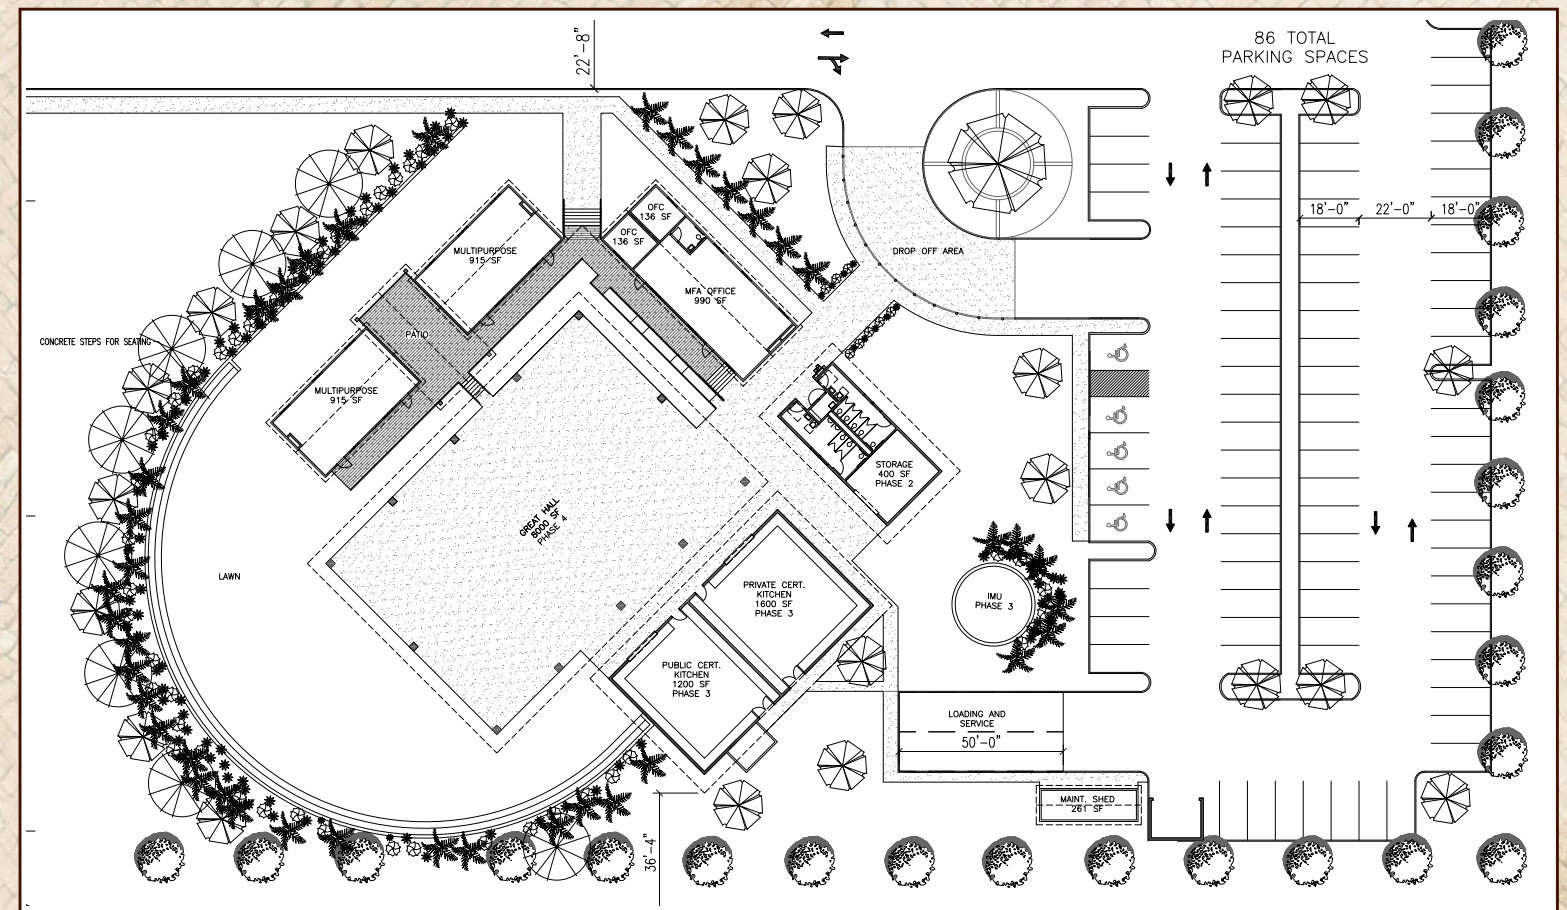 22'-8"
86 TOTAL
PARKING SPACES
OFC
136 SF
OFC
136 SF
MULTIPURPOSE
915 SF
MFA OFFICE
990 SF
DROP OFF AREA
18'-0"
22'-0"
18'-0"
CONCRETE STEPS FOR SEATING
PATIO
MULTIPURPOSE
915 SF
STORAGE
400 SF
PHASE 2
GREAT HALL
8000 SF
PHASE 4
LAWN
PRIVATE CERT.
KITCHEN
1600 SF
PHASE 3
IMU
PHASE 3
PUBLIC CERT.
KITCHEN
1200 SF
PHASE 3
LOADING AND
SERVICE
50'-0"
MAINT. SHED
261 SF
36'-4"